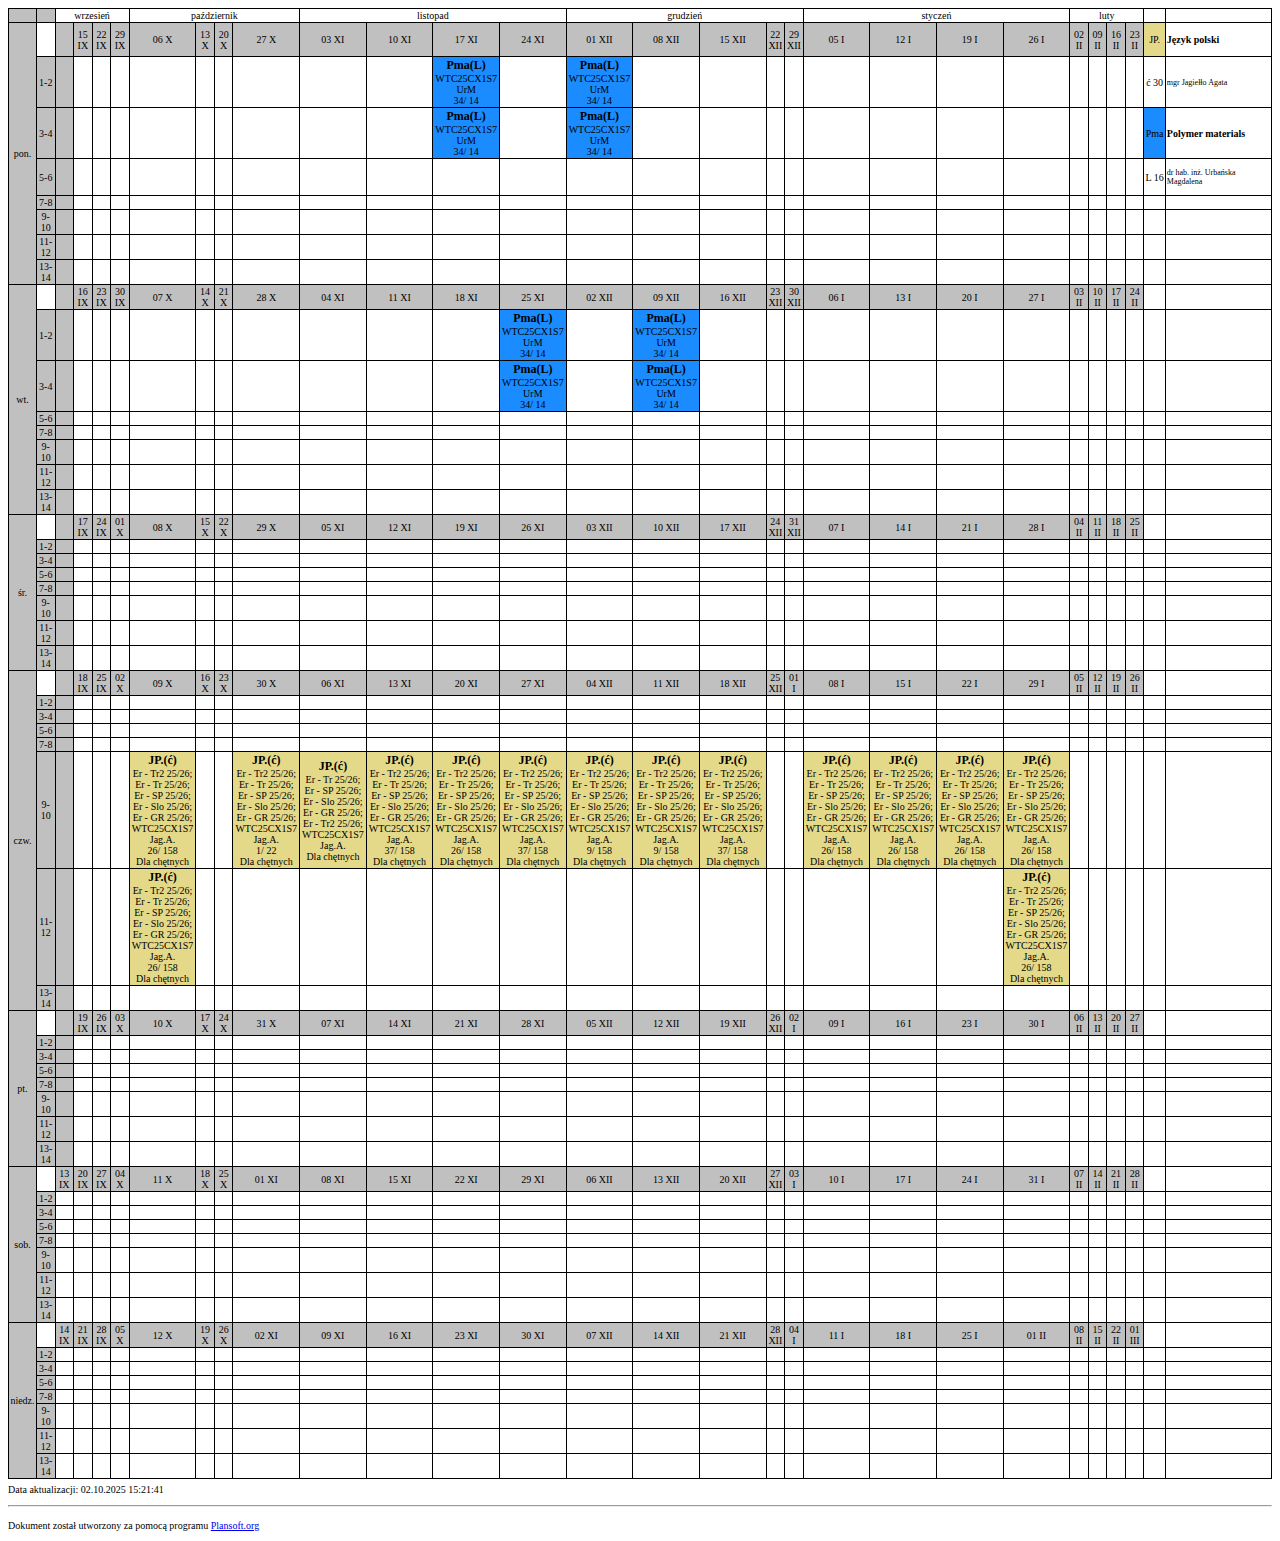 wrzesień październik listopad grudzień styczeń luty
15 IX 22 IX 29 IX 06 X 13 X 20 X 27 X 03 XI 10 XI 17 XI 24 XI 01 XII 08 XII 15 XII 22 XII 29 XII 05 I 12 I 19 I 26 I 02 II 09 II 16 II 23 II JP. Język polski
pon.
1-2 Pma(L) Pma(L) ć 30 mgr Jagiełło Agata
WTC25CX1S7 WTC25CX1S7
UrM UrM
34/ 14 34/ 14
3-4 Pma(L) Pma(L) Pma Polymer materials
WTC25CX1S7 WTC25CX1S7
UrM UrM
34/ 14 34/ 14
5-6 L 16 dr hab. inż. Urbańska Magdalena
7-8
9-10
11-12
13-14
16 IX 23 IX 30 IX 07 X 14 X 21 X 28 X 04 XI 11 XI 18 XI 25 XI 02 XII 09 XII 16 XII 23 XII 30 XII 06 I 13 I 20 I 27 I 03 II 10 II 17 II 24 II
wt.
1-2 Pma(L) Pma(L)
WTC25CX1S7 WTC25CX1S7
UrM UrM
34/ 14 34/ 14
3-4 Pma(L) Pma(L)
WTC25CX1S7 WTC25CX1S7
UrM UrM
34/ 14 34/ 14
5-6
7-8
9-10
11-12
13-14
17 IX 24 IX 01 X 08 X 15 X 22 X 29 X 05 XI 12 XI 19 XI 26 XI 03 XII 10 XII 17 XII 24 XII 31 XII 07 I 14 I 21 I 28 I 04 II 11 II 18 II 25 II
śr.
1-2
3-4
5-6
7-8
9-10
11-12
13-14
18 IX 25 IX 02 X 09 X 16 X 23 X 30 X 06 XI 13 XI 20 XI 27 XI 04 XII 11 XII 18 XII 25 XII 01 I 08 I 15 I 22 I 29 I 05 II 12 II 19 II 26 II
czw.
1-2
3-4
5-6
7-8
9-10
JP.(ć) JP.(ć) JP.(ć) JP.(ć) JP.(ć) JP.(ć) JP.(ć) JP.(ć) JP.(ć) JP.(ć) JP.(ć) JP.(ć) JP.(ć)
Er - Tr2 25/26; Er - Tr2 25/26; Er - Tr 25/26; Er - Tr2 25/26; Er - Tr2 25/26; Er - Tr2 25/26; Er - Tr2 25/26; Er - Tr2 25/26; Er - Tr2 25/26; Er - Tr2 25/26; Er - Tr2 25/26; Er - Tr2 25/26; Er - Tr2 25/26;
Er - Tr 25/26; Er - Tr 25/26; Er - SP 25/26; Er - Tr 25/26; Er - Tr 25/26; Er - Tr 25/26; Er - Tr 25/26; Er - Tr 25/26; Er - Tr 25/26; Er - Tr 25/26; Er - Tr 25/26; Er - Tr 25/26; Er - Tr 25/26;
Er - SP 25/26; Er - SP 25/26; Er - Slo 25/26; Er - SP 25/26; Er - SP 25/26; Er - SP 25/26; Er - SP 25/26; Er - SP 25/26; Er - SP 25/26; Er - SP 25/26; Er - SP 25/26; Er - SP 25/26; Er - SP 25/26;
Er - Slo 25/26; Er - Slo 25/26; Er - GR 25/26; Er - Slo 25/26; Er - Slo 25/26; Er - Slo 25/26; Er - Slo 25/26; Er - Slo 25/26; Er - Slo 25/26; Er - Slo 25/26; Er - Slo 25/26; Er - Slo 25/26; Er - Slo 25/26;
Er - GR 25/26; Er - GR 25/26; Er - Tr2 25/26; Er - GR 25/26; Er - GR 25/26; Er - GR 25/26; Er - GR 25/26; Er - GR 25/26; Er - GR 25/26; Er - GR 25/26; Er - GR 25/26; Er - GR 25/26; Er - GR 25/26;
WTC25CX1S7 WTC25CX1S7 WTC25CX1S7 WTC25CX1S7 WTC25CX1S7 WTC25CX1S7 WTC25CX1S7 WTC25CX1S7 WTC25CX1S7 WTC25CX1S7 WTC25CX1S7 WTC25CX1S7 WTC25CX1S7
Jag.A. Jag.A. Jag.A. Jag.A. Jag.A. Jag.A. Jag.A. Jag.A. Jag.A. Jag.A. Jag.A. Jag.A. Jag.A.
26/ 158 1/ 22 37/ 158 26/ 158 37/ 158 9/ 158 9/ 158 37/ 158 26/ 158 26/ 158 26/ 158 26/ 158
Dla chętnych Dla chętnych Dla chętnych Dla chętnych Dla chętnych Dla chętnych Dla chętnych Dla chętnych Dla chętnych Dla chętnych Dla chętnych Dla chętnych Dla chętnych
11-12
JP.(ć) JP.(ć)
Er - Tr2 25/26; Er - Tr2 25/26;
Er - Tr 25/26; Er - Tr 25/26;
Er - SP 25/26; Er - SP 25/26;
Er - Slo 25/26; Er - Slo 25/26;
Er - GR 25/26; Er - GR 25/26;
WTC25CX1S7 WTC25CX1S7
Jag.A. Jag.A.
26/ 158 26/ 158
Dla chętnych Dla chętnych
13-14
19 IX 26 IX 03 X 10 X 17 X 24 X 31 X 07 XI 14 XI 21 XI 28 XI 05 XII 12 XII 19 XII 26 XII 02 I 09 I 16 I 23 I 30 I 06 II 13 II 20 II 27 II
pt.
1-2
3-4
5-6
7-8
9-10
11-12
13-14
13 IX 20 IX 27 IX 04 X 11 X 18 X 25 X 01 XI 08 XI 15 XI 22 XI 29 XI 06 XII 13 XII 20 XII 27 XII 03 I 10 I 17 I 24 I 31 I 07 II 14 II 21 II 28 II
sob.
1-2
3-4
5-6
7-8
9-10
11-12
13-14
14 IX 21 IX 28 IX 05 X 12 X 19 X 26 X 02 XI 09 XI 16 XI 23 XI 30 XI 07 XII 14 XII 21 XII 28 XII 04 I 11 I 18 I 25 I 01 II 08 II 15 II 22 II 01 III
niedz.
1-2
3-4
5-6
7-8
9-10
11-12
13-14
Data aktualizacji: 02.10.2025 15:21:41
Dokument został utworzony za pomocą programu Plansoft.org